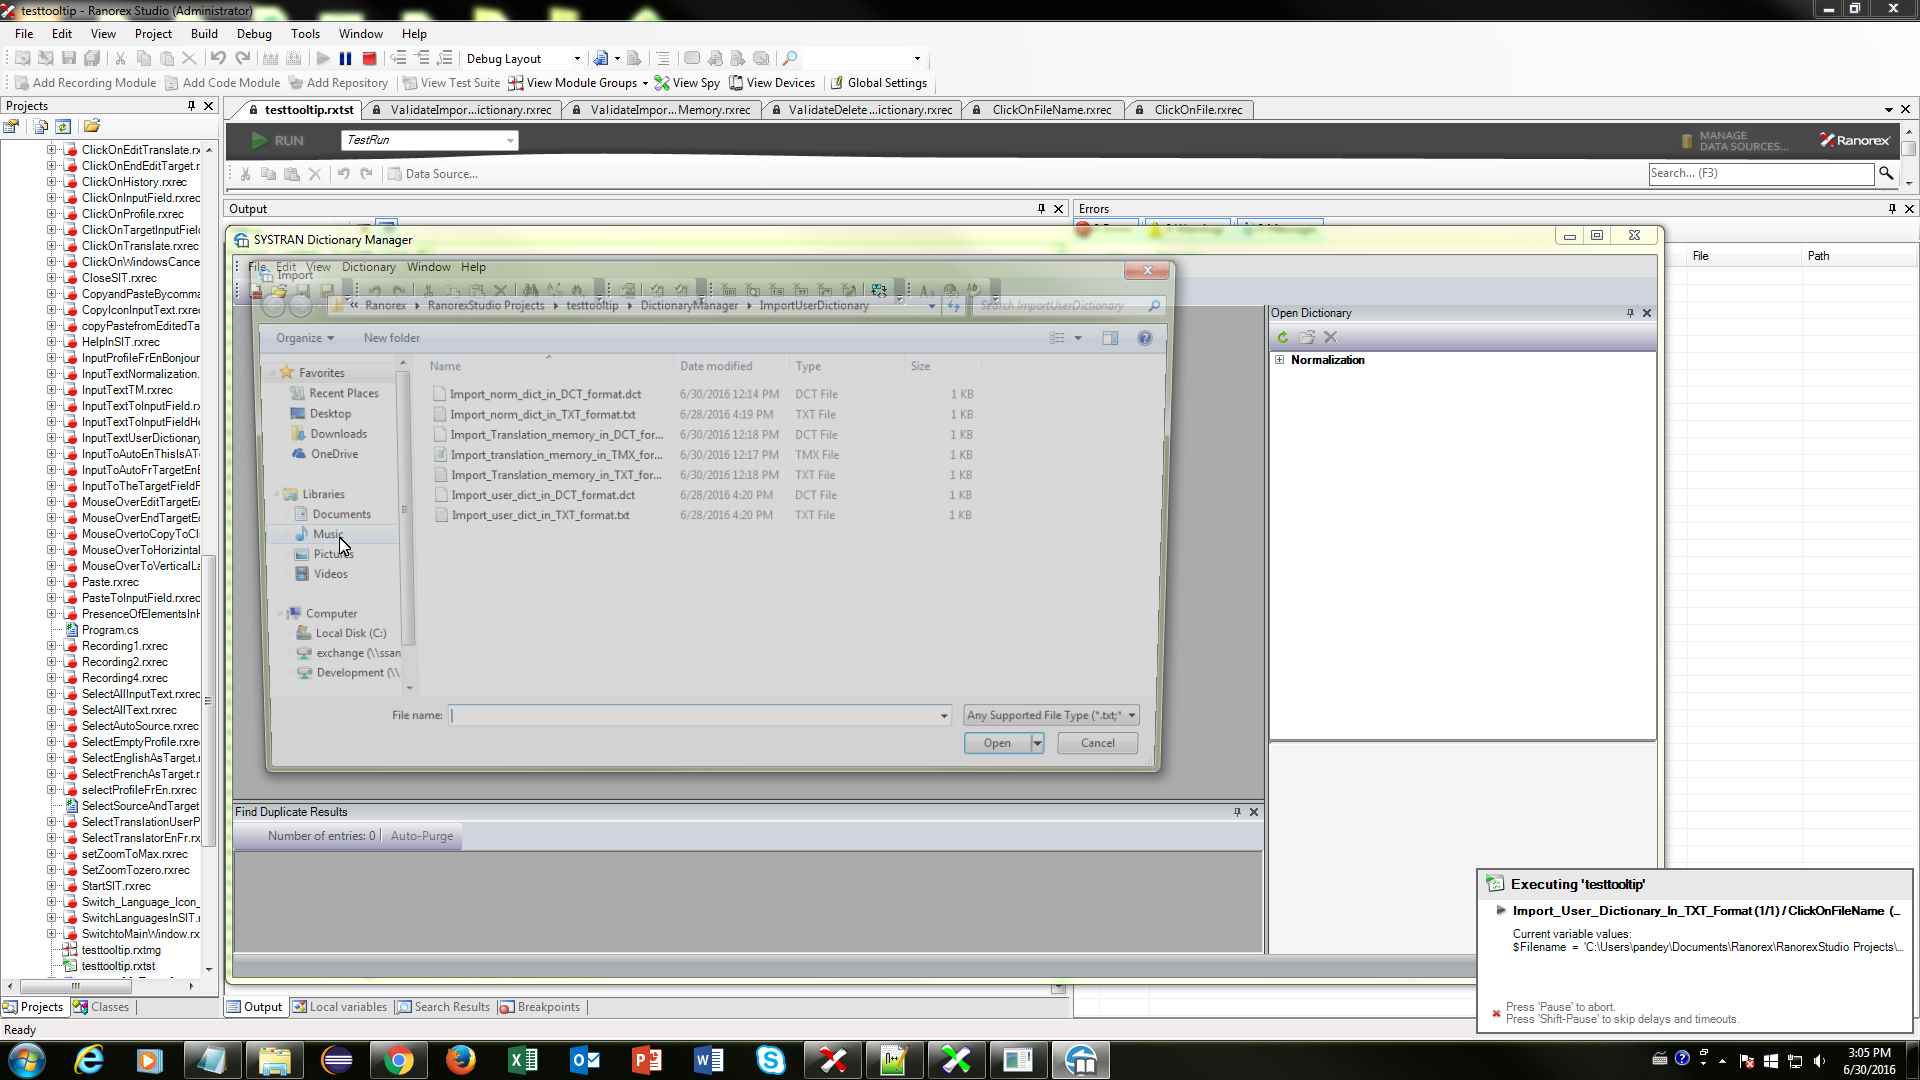 testtooltip - Ranorex Studio (Administrator)
File Edit View Project Build Debug Tools Window Help
Debug Layout
Add Recording Module Add Code Module Add Repository View Test Suite View Module Groups View Spy View Devices Global Settings
Projects
testtooltip.rxtst ValidateImpor...ictionary.rxrec ValidateImpor...Memory.rxrec ValidateDelete...ictionary.rxrec ClickOnFileName.rxrec ClickOnFile.rxrec
RUN TestRun MANAGE DATA SOURCES... Ranorex
Data Source... Search... (F3)
Output Errors
File Path
ClickOnEditTranslate.rx
ClickOnEndEditTarget.r
ClickOnHistory.rxrec
ClickOnInputField.rxrec
ClickOnProfile.rxrec
ClickOnTargetInputFiel
ClickOnTranslate.rxrec
ClickOnWindowsCance
CloseSIT.rxrec
CopyandPasteBycomma
CopyIconInputText.rxre
copyPastefromEditedTa
HelpInSIT.rxrec
InputProfileFrEnBonjour
InputTextNormalization.
InputTextTM.rxrec
InputTextToInputField.r
InputTextToInputFieldH
InputTextUserDictionary
InputToAutoEnThisIsAT
InputToAutoFrTargetEnE
InputToTheTargetFieldF
MouseOverEditTargetE
MouseOverEndTargetE
MouseOvertoCopyToCl
MouseOverToHorizintal
MouseOverToVerticalLa
Paste.rxrec
PasteToInputField.rxrec
PresenceOfElementsInH
Program.cs
Recording1.rxrec
Recording2.rxrec
Recording4.rxrec
SelectAllInputText.rxrec
SelectAllText.rxrec
SelectAutoSource.rxrec
SelectEmptyProfile.rxre
SelectEnglishAsTarget.
SelectFrenchAsTarget.r
selectProfileFrEn.rxrec
SelectSourceAndTarget
SelectTranslationUserP
SelectTranslatorEnFr.rx
setZoomToMax.rxrec
SetZoomTozero.rxrec
StartSIT.rxrec
Switch_Language_Icon_
SwitchLanguagesInSIT.r
SwitchtoMainWindow.rx
testtooltip.rxtmg
testtooltip.rxtst
Projects Classes
SYSTRAN Dictionary Manager
File Edit View Dictionary Window Help
Import
Ranorex RanorexStudio Projects testtooltip DictionaryManager ImportUserDictionary Search ImportUserDictionary
Organize New folder
Favorites
Recent Places
Desktop
Downloads
OneDrive
Libraries
Documents
Music
Pictures
Videos
Computer
Local Disk (C:)
exchange (\\ssan
Development (\\
Name Date modified Type Size
Import_norm_dict_in_DCT_format.dct 6/30/2016 12:14 PM DCT File 1 KB
Import_norm_dict_in_TXT_format.txt 6/28/2016 4:19 PM TXT File 1 KB
Import_Translation_memory_in_DCT_for... 6/30/2016 12:18 PM DCT File 1 KB
Import_translation_memory_in_TMX_for... 6/30/2016 12:17 PM TMX File 1 KB
Import_Translation_memory_in_TXT_for... 6/30/2016 12:18 PM TXT File 1 KB
Import_user_dict_in_DCT_format.dct 6/28/2016 4:20 PM DCT File 1 KB
Import_user_dict_in_TXT_format.txt 6/28/2016 4:20 PM TXT File 1 KB
File name: Any Supported File Type (*.txt;*
Open Cancel
Open Dictionary
Normalization
Find Duplicate Results
Number of entries: 0 Auto-Purge
Executing 'testtooltip'
Import_User_Dictionary_In_TXT_Format (1/1) / ClickOnFileName (...
Current variable values:
$Filename = 'C:\Users\pandey\Documents\Ranorex\RanorexStudio Projects\...
Press 'Pause' to abort.
Press 'Shift-Pause' to skip delays and timeouts.
Output Local variables Search Results Breakpoints
Ready
3:05 PM
6/30/2016